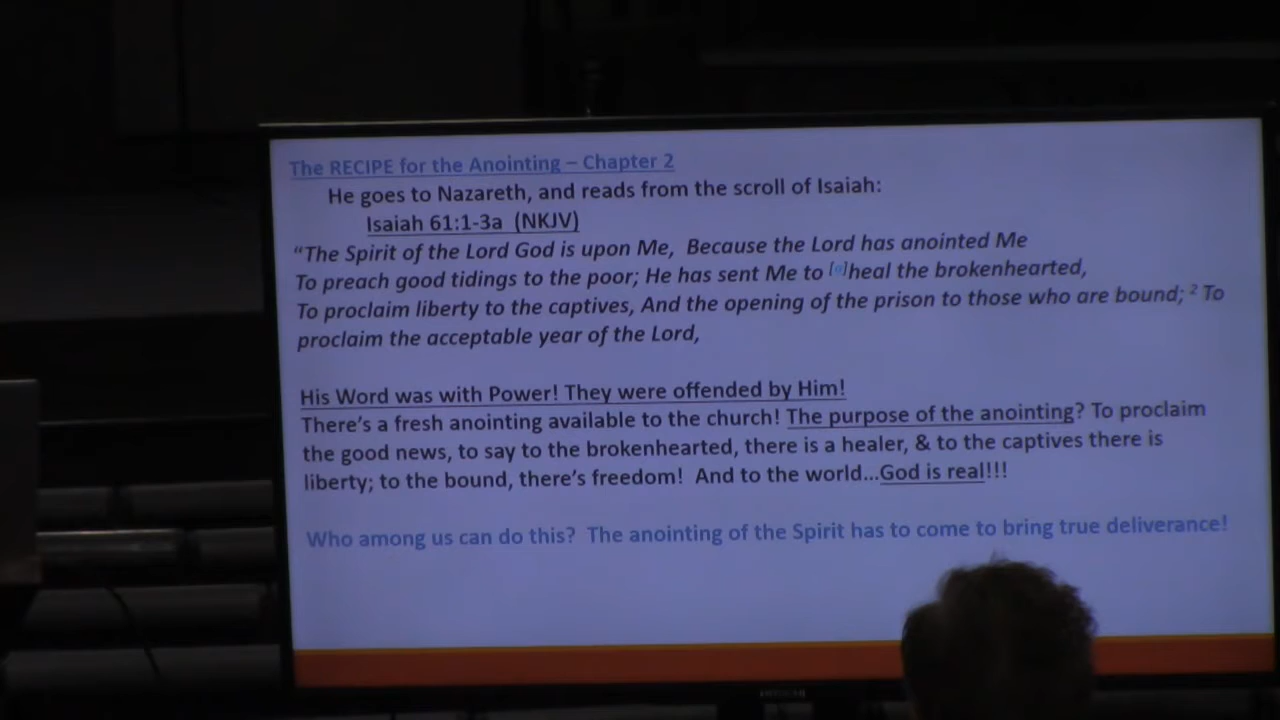 The RECIPE for the Anointing – Chapter 2
He goes to Nazareth, and reads from the scroll of Isaiah:
Isaiah 61:1-3a (NKJV)
“The Spirit of the Lord God is upon Me, Because the Lord has anointed Me
To preach good tidings to the poor; He has sent Me to [a]heal the brokenhearted,
To proclaim liberty to the captives, And the opening of the prison to those who are bound; 2 To
proclaim the acceptable year of the Lord,
His Word was with Power! They were offended by Him!
There’s a fresh anointing available to the church! The purpose of the anointing? To proclaim
the good news, to say to the brokenhearted, there is a healer, & to the captives there is
liberty; to the bound, there’s freedom! And to the world...God is real!!!
Who among us can do this? The anointing of the Spirit has to come to bring true deliverance!